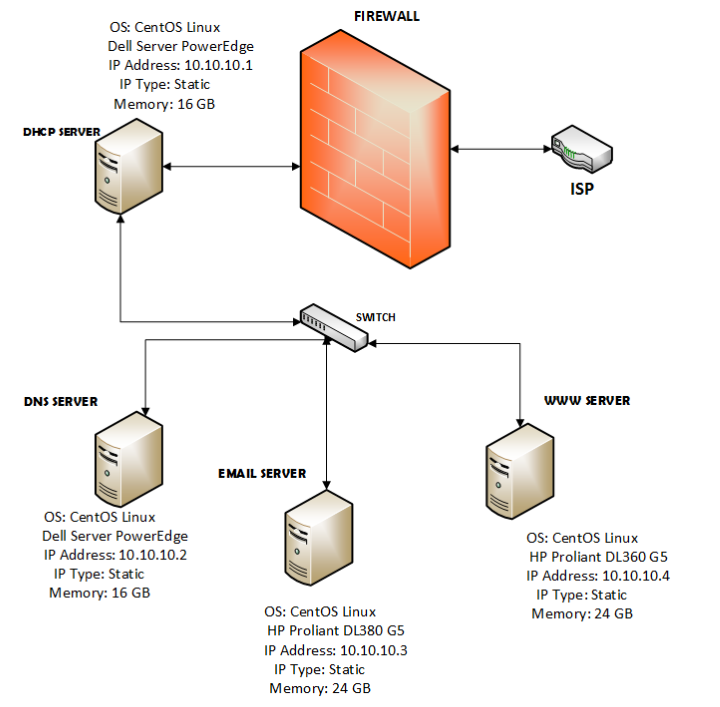 FIREWALL
OS: CentOS Linux
Dell Server PowerEdge
IP Address: 10.10.10.1
IP Type: Static
Memory: 16 GB
DHCP SERVER
ISP
SWITCH
DNS SERVER
OS: CentOS Linux
Dell Server PowerEdge
IP Address: 10.10.10.2
IP Type: Static
Memory: 16 GB
EMAIL SERVER
OS: CentOS Linux
HP Proliant DL380 G5
IP Address: 10.10.10.3
IP Type: Static
Memory: 24 GB
WWW SERVER
OS: CentOS Linux
HP Proliant DL360 G5
IP Address: 10.10.10.4
IP Type: Static
Memory: 24 GB